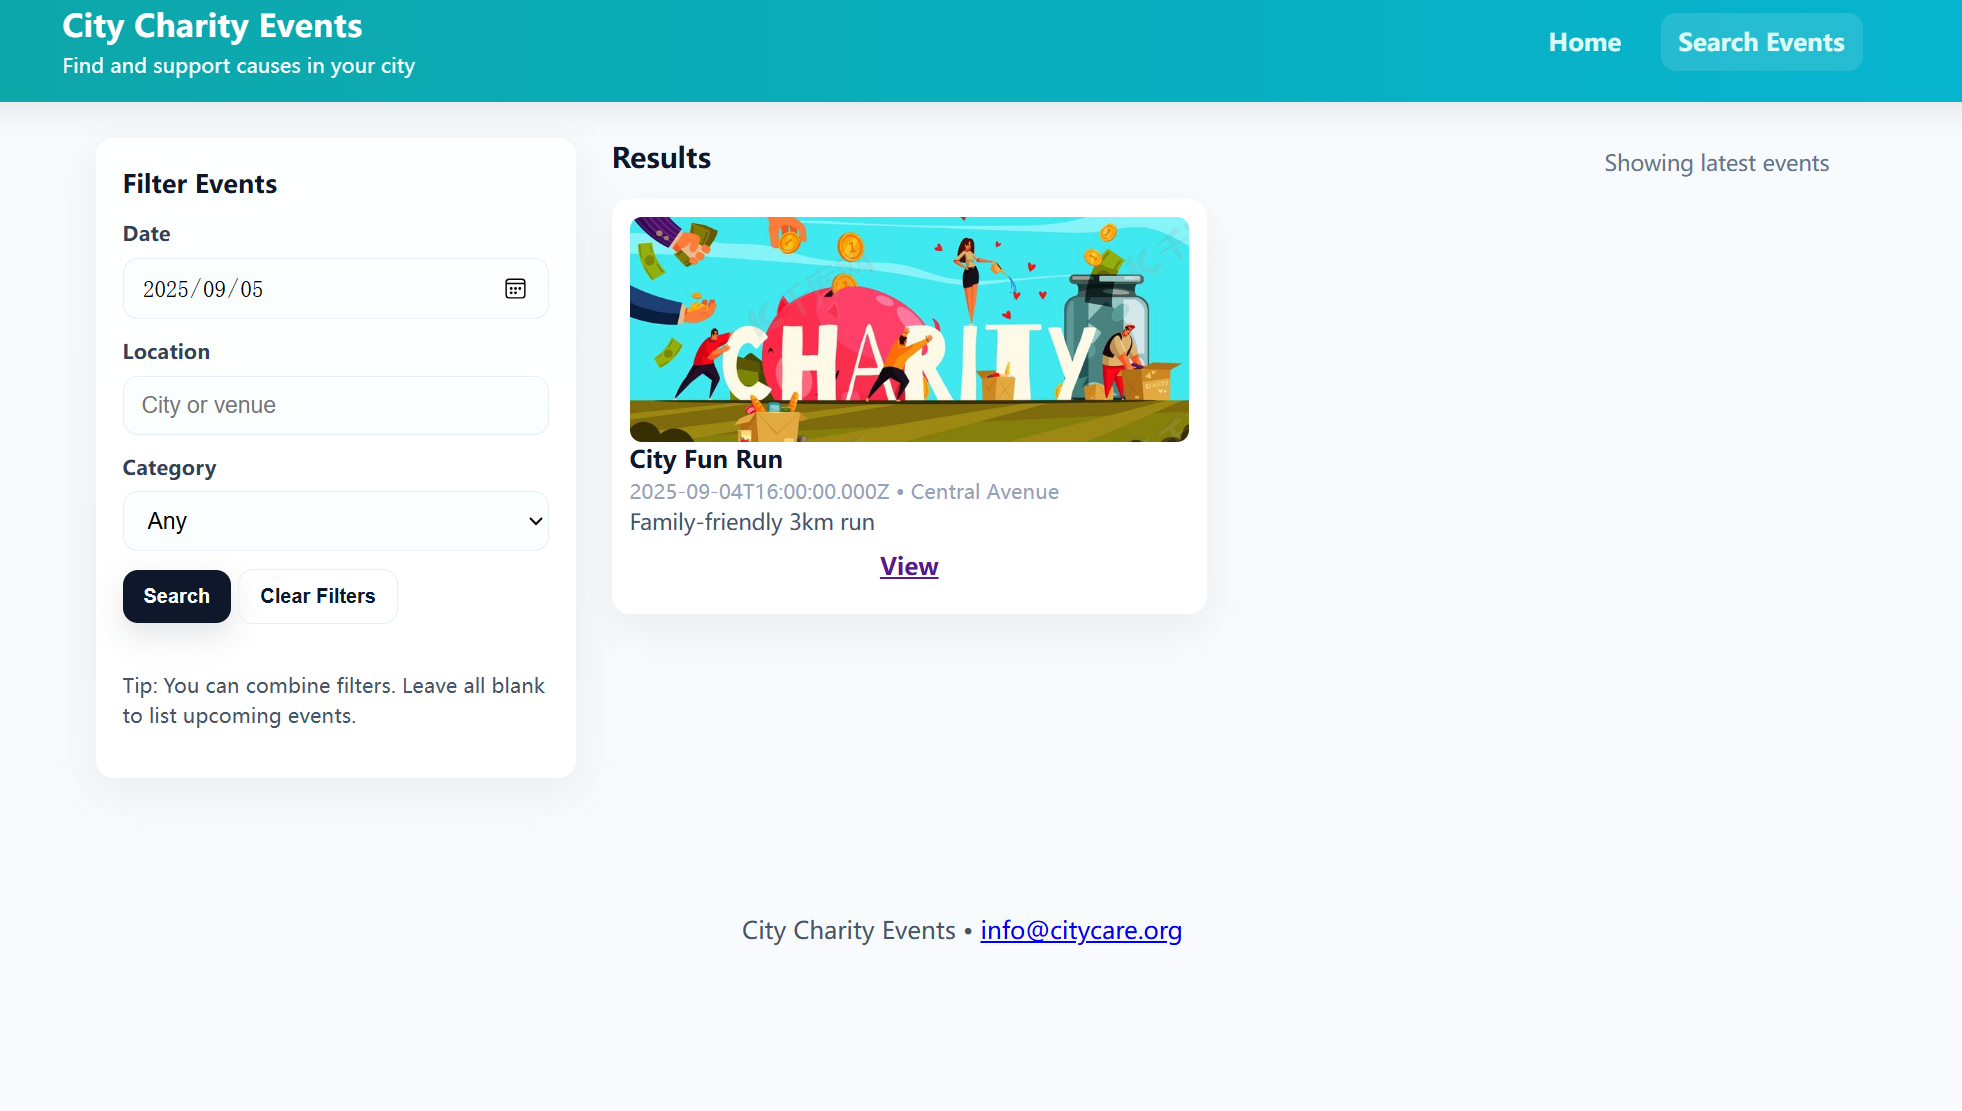 City Charity Events
Find and support causes in your city
Home
Search Events
Filter Events
Date
2025/09/05
Location
City or venue
Category
Any
Search
Clear Filters
Tip: You can combine filters. Leave all blank
to list upcoming events.
Results
Showing latest events
CHARITY
City Fun Run
2025-09-04T16:00:00.000Z • Central Avenue
Family-friendly 3km run
View
City Charity Events • info@citycare.org